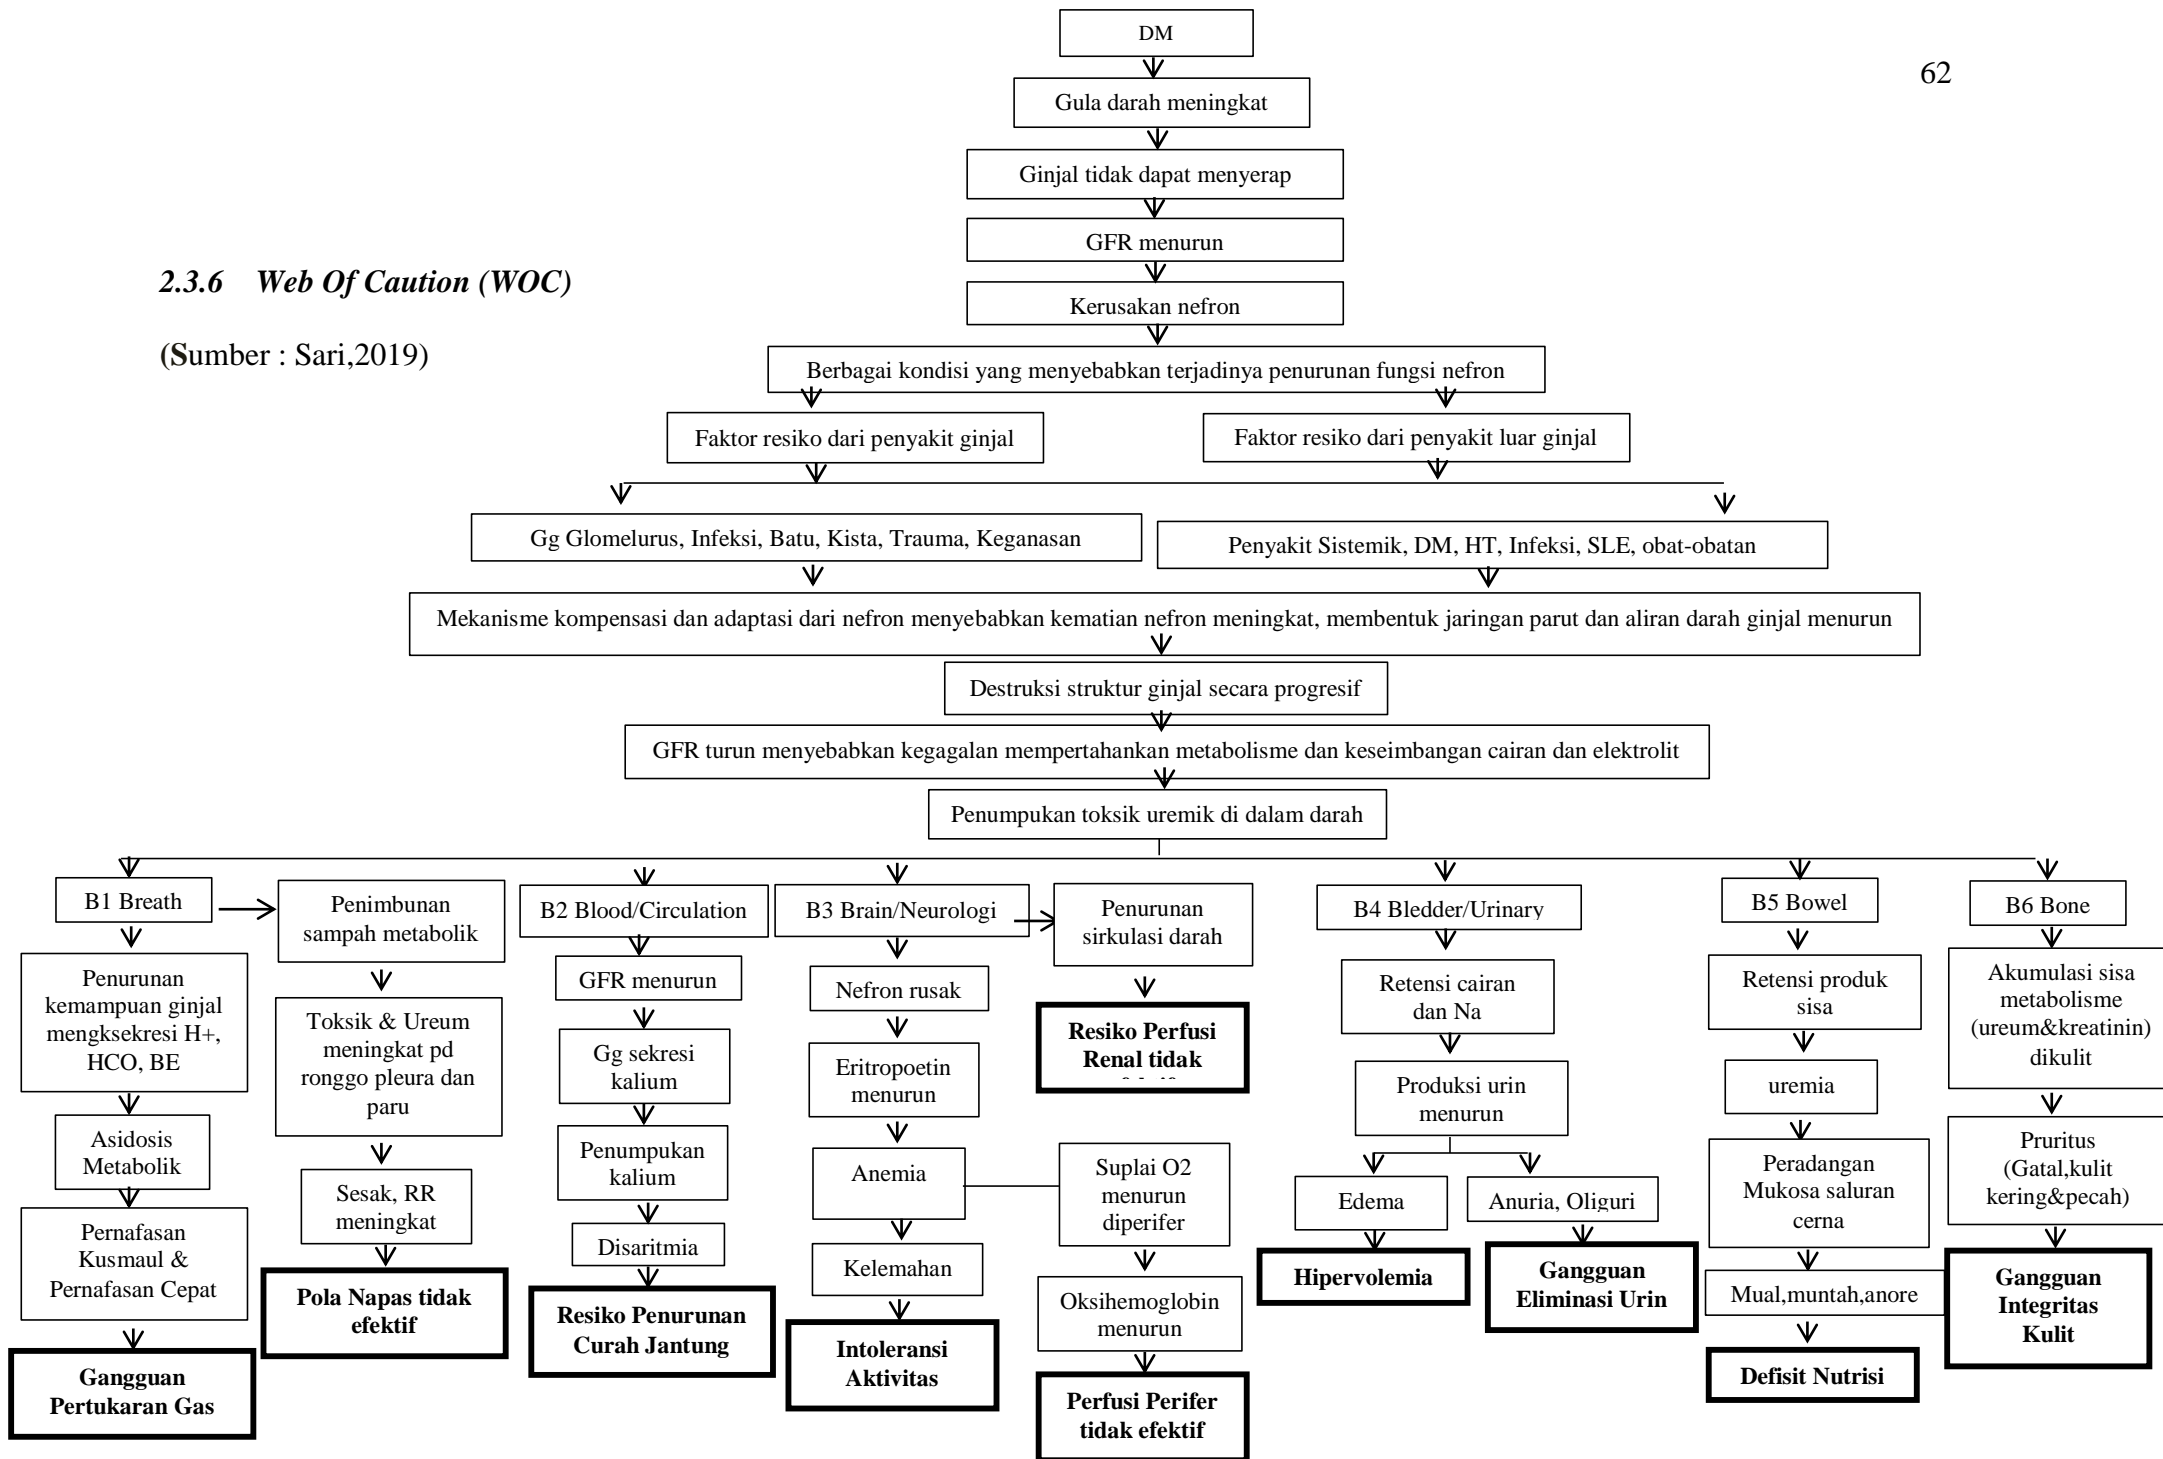 DM
62
Gula darah meningkat
Ginjal tidak dapat menyerap
GFR menurun
2.3.6 Web Of Caution (WOC)
Kerusakan nefron
(Sumber : Sari,2019)
Berbagai kondisi yang menyebabkan terjadinya penurunan fungsi nefron
Faktor resiko dari penyakit ginjal
Faktor resiko dari penyakit luar ginjal
Gg Glomelurus, Infeksi, Batu, Kista, Trauma, Keganasan
Penyakit Sistemik, DM, HT, Infeksi, SLE, obat-obatan
Mekanisme kompensasi dan adaptasi dari nefron menyebabkan kematian nefron meningkat, membentuk jaringan parut dan aliran darah ginjal menurun
Destruksi struktur ginjal secara progresif
GFR turun menyebabkan kegagalan mempertahankan metabolisme dan keseimbangan cairan dan elektrolit
Penumpukan toksik uremik di dalam darah
B1 Breath
Penurunan
kemampuan ginjal
mengksekresi H+,
HCO, BE
Asidosis
Metabolik
Pernafasan
Kusmaul &
Pernafasan Cepat
Gangguan
Pertukaran Gas
Penimbunan
sampah metabolik
Toksik & Ureum
meningkat pd
ronggo pleura dan
paru
Sesak, RR
meningkat
Pola Napas tidak
efektif
B2 Blood/Circulation
GFR menurun
Gg sekresi
kalium
Penumpukan
kalium
Disaritmia
Resiko Penurunan
Curah Jantung
B3 Brain/Neurologi
Nefron rusak
Eritropoetin
menurun
Anemia
Kelemahan
Intoleransi
Aktivitas
Penurunan
sirkulasi darah
Resiko Perfusi
Renal tidak
Suplai O2
menurun
diperifer
Oksihemoglobin
menurun
Perfusi Perifer
tidak efektif
B4 Bledder/Urinary
Retensi cairan
dan Na
Produksi urin
menurun
Edema
Hipervolemia
Anuria, Oliguri
Gangguan
Eliminasi Urin
B5 Bowel
Retensi produk
sisa
uremia
Peradangan
Mukosa saluran
cerna
Mual,muntah,anore
Defisit Nutrisi
B6 Bone
Akumulasi sisa
metabolisme
(ureum&kreatinin)
dikulit
Pruritus
(Gatal,kulit
kering&pecah)
Gangguan
Integritas
Kulit